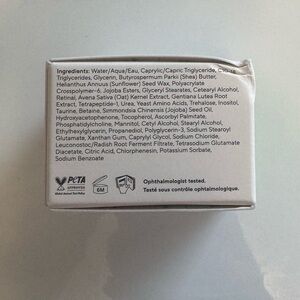 Ingredients: Water/Aqua/Eau, Caprylic/Capric Triglyceride,
Triglycerides, Glycerin, Butyrospermum Parkii (Shea) Butter,
Helianthus Annuus (Sunflower) Seed Wax, Polyacrylate
Crosspolymer-6, Jojoba Esters, Glyceryl Stearates, Cetearyl Alcohol,
Retinal, Avena Sativa (Oat) Kernel Extract, Gentiana Lutea Root
Extract, Tetrapeptide-1, Urea, Yeast Amino Acids, Trehalose, Inositol,
Taurine, Betaine, Simmondsia Chinensis (Jojoba) Seed Oil,
Hydroxyacetophenone, Tocopherol, Ascorbyl Palmitate,
Phosphatidylcholine, Mannitol, Cetyl Alcohol, Stearyl Alcohol,
Ethylhexylglycerin, Propanediol, Polyglycerin-3, Sodium Stearoyl
Glutamate, Xanthan Gum, Caprylyl Glycol, Sodium Chloride,
Leuconostoc/Radish Root Ferment Filtrate, Tetrasodium Glutamate
Diacetate, Citric Acid, Chlorphenesin, Potassium Sorbate,
Sodium Benzoate
PETA
APPROVED
Global Animal Test Policy
6M
Ophthalmologist tested.
Testé sous contrôle ophtalmologique.